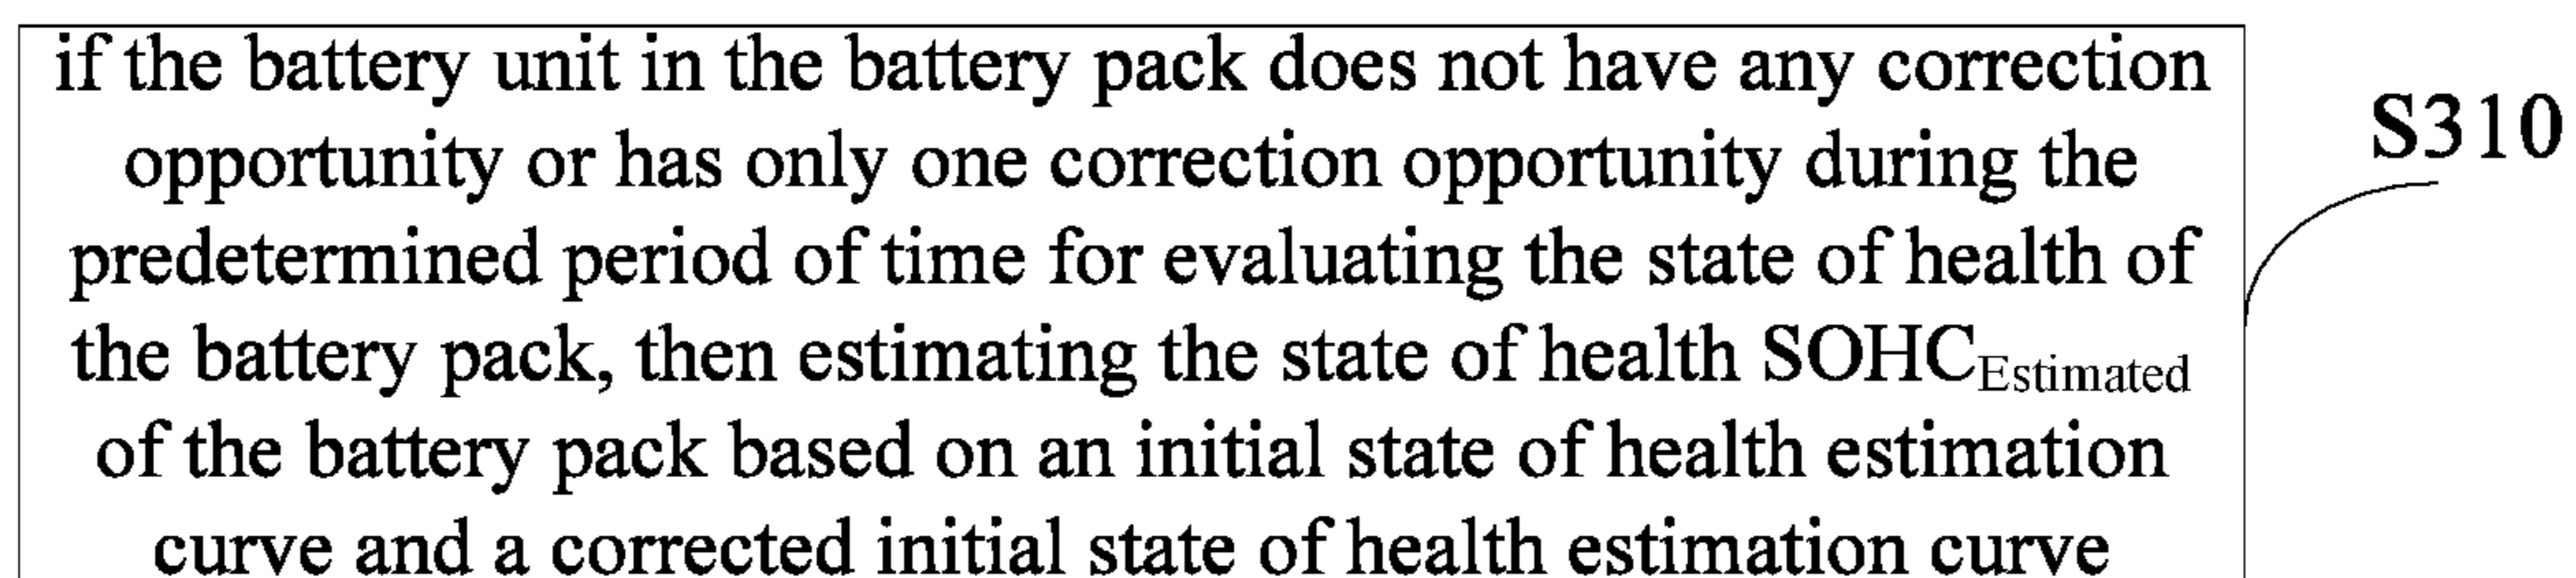 if the battery unit in the battery pack does not have any correction
opportunity or has only one correction opportunity during the
predetermined period of time for evaluating the state of health of
the battery pack, then estimating the state of health SOHC_Estimated
of the battery pack based on an initial state of health estimation
curve and a corrected initial state of health estimation curve
S310